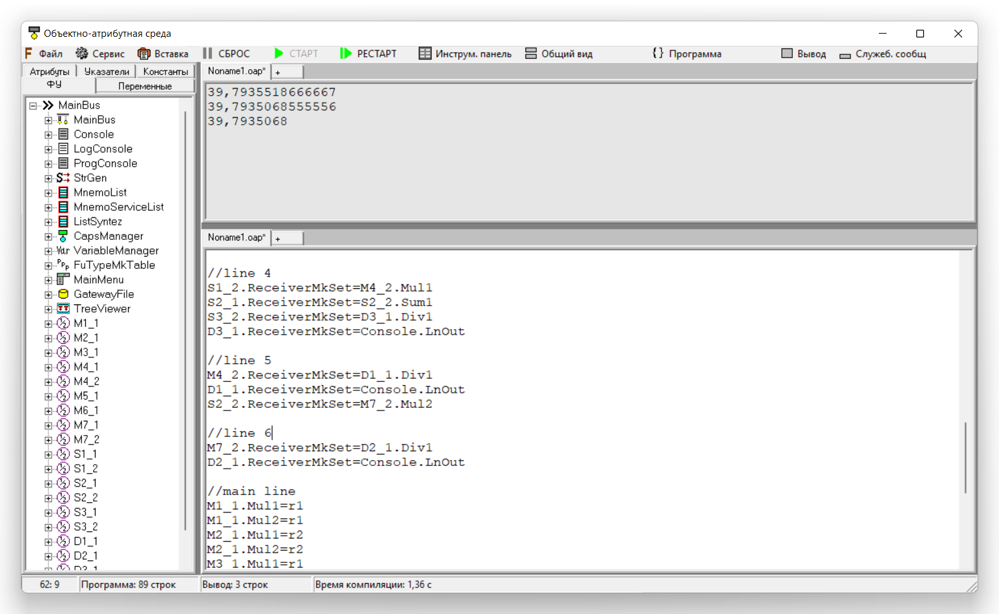 Объектно-атрибутная среда
Файл Сервис Вставка СБРОС СТАРТ РЕСТАРТ Инструм. панель Общий вид {} Программа Вывод Служеб. сообщ
Атрибуты Указатели Константы
ФУ Переменные
MainBus
MainBus
Console
LogConsole
ProgConsole
StrGen
MnemoList
MnemoServiceList
ListSyntez
CapsManager
Var VariableManager
FuTypeMkTable
MainMenu
GatewayFile
TreeViewer
M1_1
M2_1
M3_1
M4_1
M4_2
M5_1
M6_1
M7_1
M7_2
S1_1
S1_2
S2_1
S2_2
S3_1
S3_2
D1_1
D2_1
D3_1
Noname1.oap* +
39,7935518666667
39,7935068555556
39,7935068
Noname1.oap* +
//line 4
S1_2.ReceiverMkSet=M4_2.Mul1
S2_1.ReceiverMkSet=S2_2.Sum1
S3_2.ReceiverMkSet=D3_1.Div1
D3_1.ReceiverMkSet=Console.LnOut
//line 5
M4_2.ReceiverMkSet=D1_1.Div1
D1_1.ReceiverMkSet=Console.LnOut
S2_2.ReceiverMkSet=M7_2.Mul2
//line 6
M7_2.ReceiverMkSet=D2_1.Div1
D2_1.ReceiverMkSet=Console.LnOut
//main line
M1_1.Mul1=r1
M1_1.Mul2=r1
M2_1.Mul1=r2
M2_1.Mul2=r2
M3_1.Mul1=r1
62: 9 Программа: 89 строк Вывод: 3 строк Время компиляции: 1,36 с